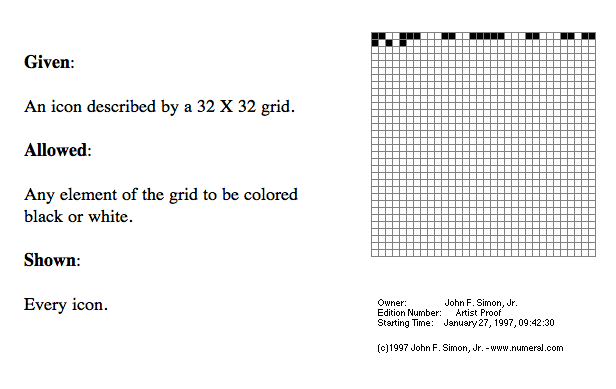 Given:
An icon described by a 32 X 32 grid.
Allowed:
Any element of the grid to be colored
black or white.
Shown:
Every icon.
Owner: John F. Simon, Jr.
Edition Number: Artist Proof
Starting Time: January 27, 1997, 09:42:30
(c)1997 John F. Simon, Jr. - www.numeral.com